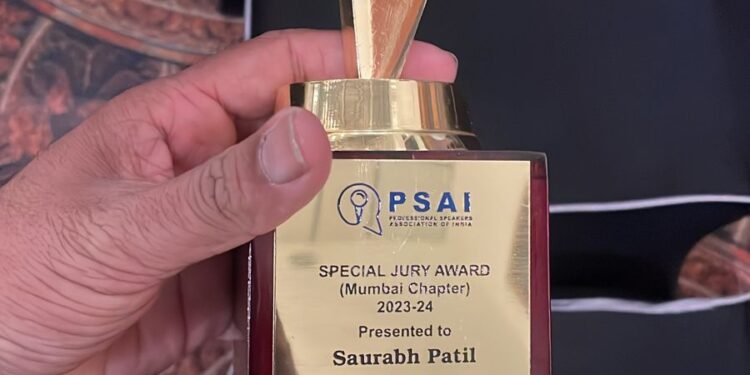 PSAI
PROFESSIONAL SPEAKERS
ASSOCIATION OF INDIA
SPECIAL JURY AWARD
(Mumbai Chapter)
2023-24
Presented to
Saurabh Patil